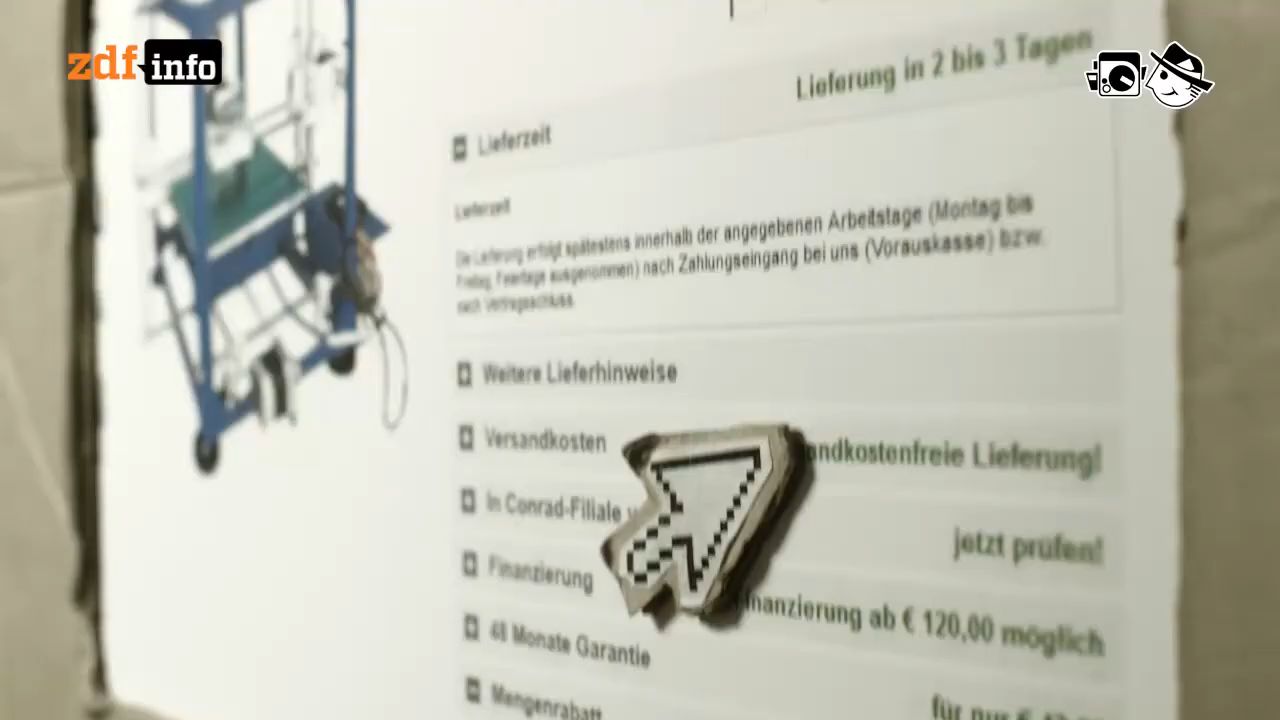 zdf info
Lieferung in 2 bis 3 Tagen
Lieferzeit
Lieferzeit
Die Lieferung erfolgt spätestens innerhalb der angegebenen Arbeitstage (Montag bis
Freitag, Feiertage ausgenommen) nach Zahlungseingang bei uns (Vorauskasse) bzw.
nach Vertragsschluss.
Weitere Lieferhinweise
Versandkosten
andkostenfreie Lieferung!
In Conrad-Filiale v
jetzt prüfen!
Finanzierung
inanzierung ab € 120,00 möglich
48 Monate Garantie
für nur €
Mengenrabatt